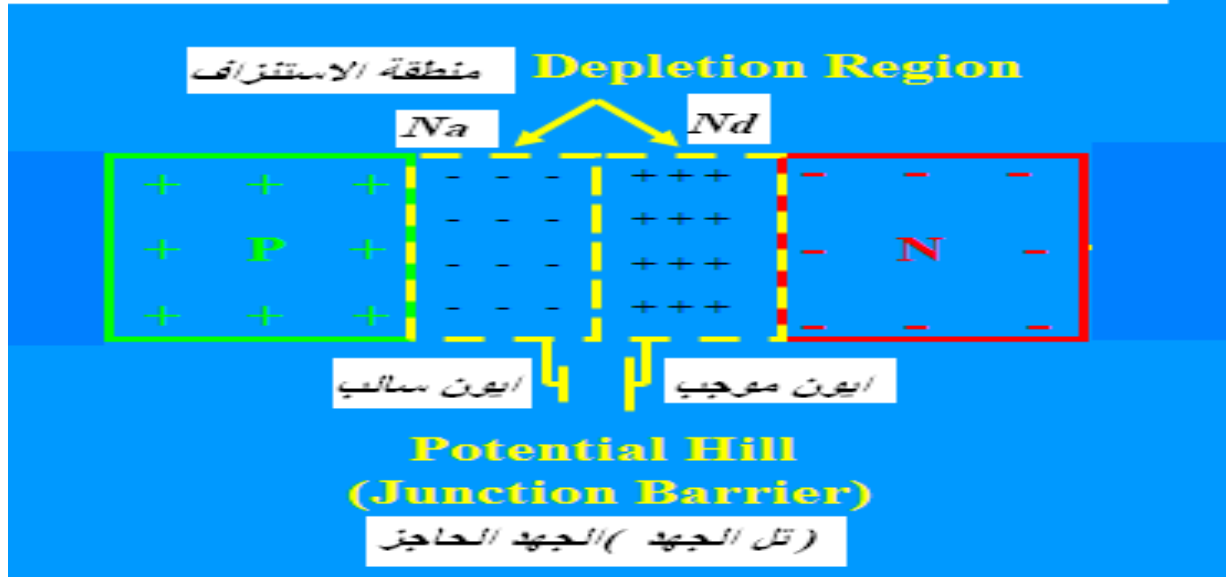 منطقة الاستنزاف Depletion Region
Na Nd
+ + + - - - +++ - - -
- - - +++
+ P + - N -
- - - +++
+ + + - - - +++ - - -
ايون سالب ايون موجب
Potential Hill
(Junction Barrier)
(تل الجهد )الجهد الحاجز